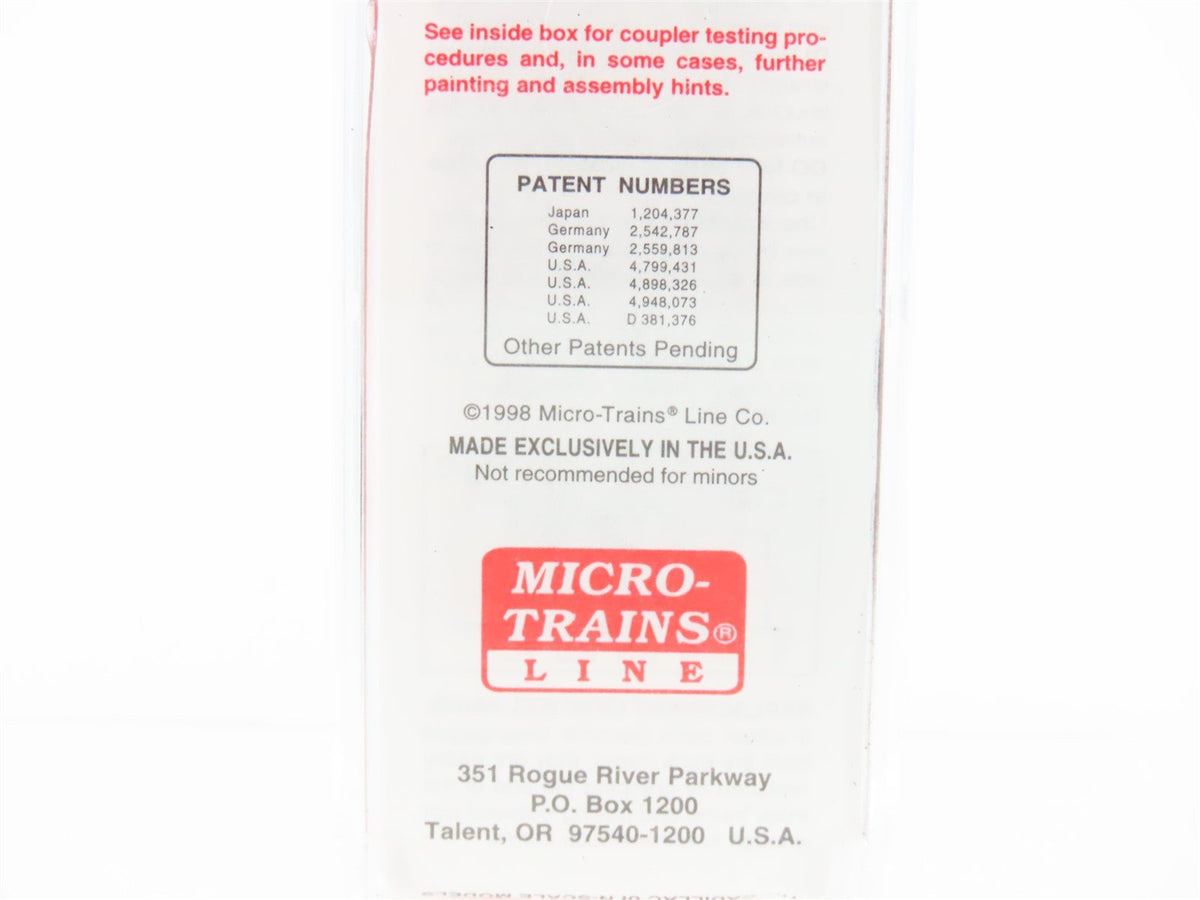 See inside box for coupler testing pro-
cedures and, in some cases, further
painting and assembly hints.
PATENT NUMBERS
Japan 1,204,377
Germany 2,542,787
Germany 2,559,813
U.S.A. 4,799,431
U.S.A. 4,898,326
U.S.A. 4,948,073
U.S.A. D 381,376
Other Patents Pending
©1998 Micro-Trains® Line Co.
MADE EXCLUSIVELY IN THE U.S.A.
Not recommended for minors
MICRO-
TRAINS®
LINE
351 Rogue River Parkway
P.O. Box 1200
Talent, OR 97540-1200 U.S.A.